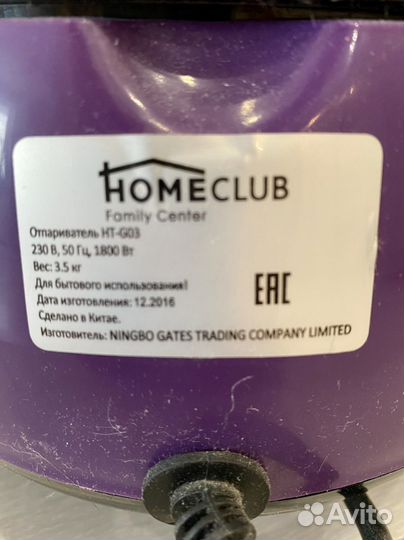 HOMECLUB
Family Center
Отпариватель HT-G03
230 В, 50 Гц, 1800 Вт
Вес: 3.5 кг
Для бытового использования!
Дата изготовления: 12.2016
Сделано в Китае.
Изготовитель: NINGBO GATES TRADING COMPANY LIMITED
EAC
Avito